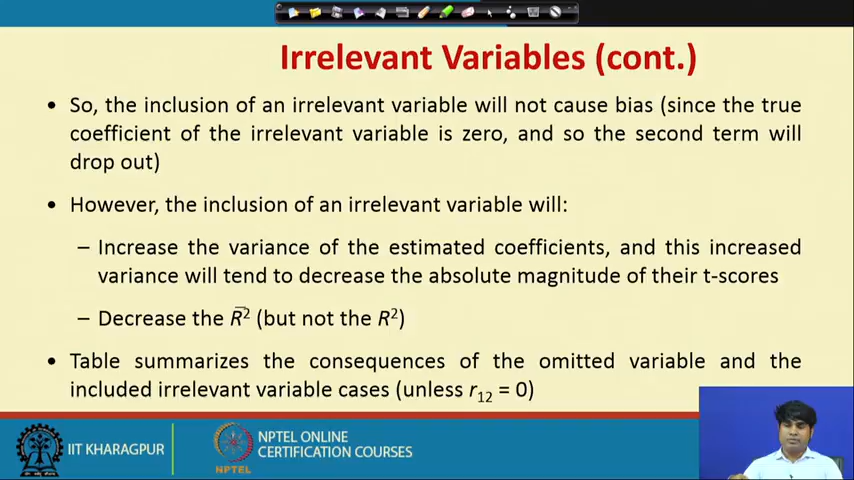 Irrelevant Variables (cont.)
• So, the inclusion of an irrelevant variable will not cause bias (since the true
coefficient of the irrelevant variable is zero, and so the second term will
drop out)
• However, the inclusion of an irrelevant variable will:
– Increase the variance of the estimated coefficients, and this increased
variance will tend to decrease the absolute magnitude of their t-scores
– Decrease the R̅² (but not the R²)
• Table summarizes the consequences of the omitted variable and the
included irrelevant variable cases (unless r₁₂ = 0)
IIT KHARAGPUR
NPTEL
NPTEL ONLINE
CERTIFICATION COURSES